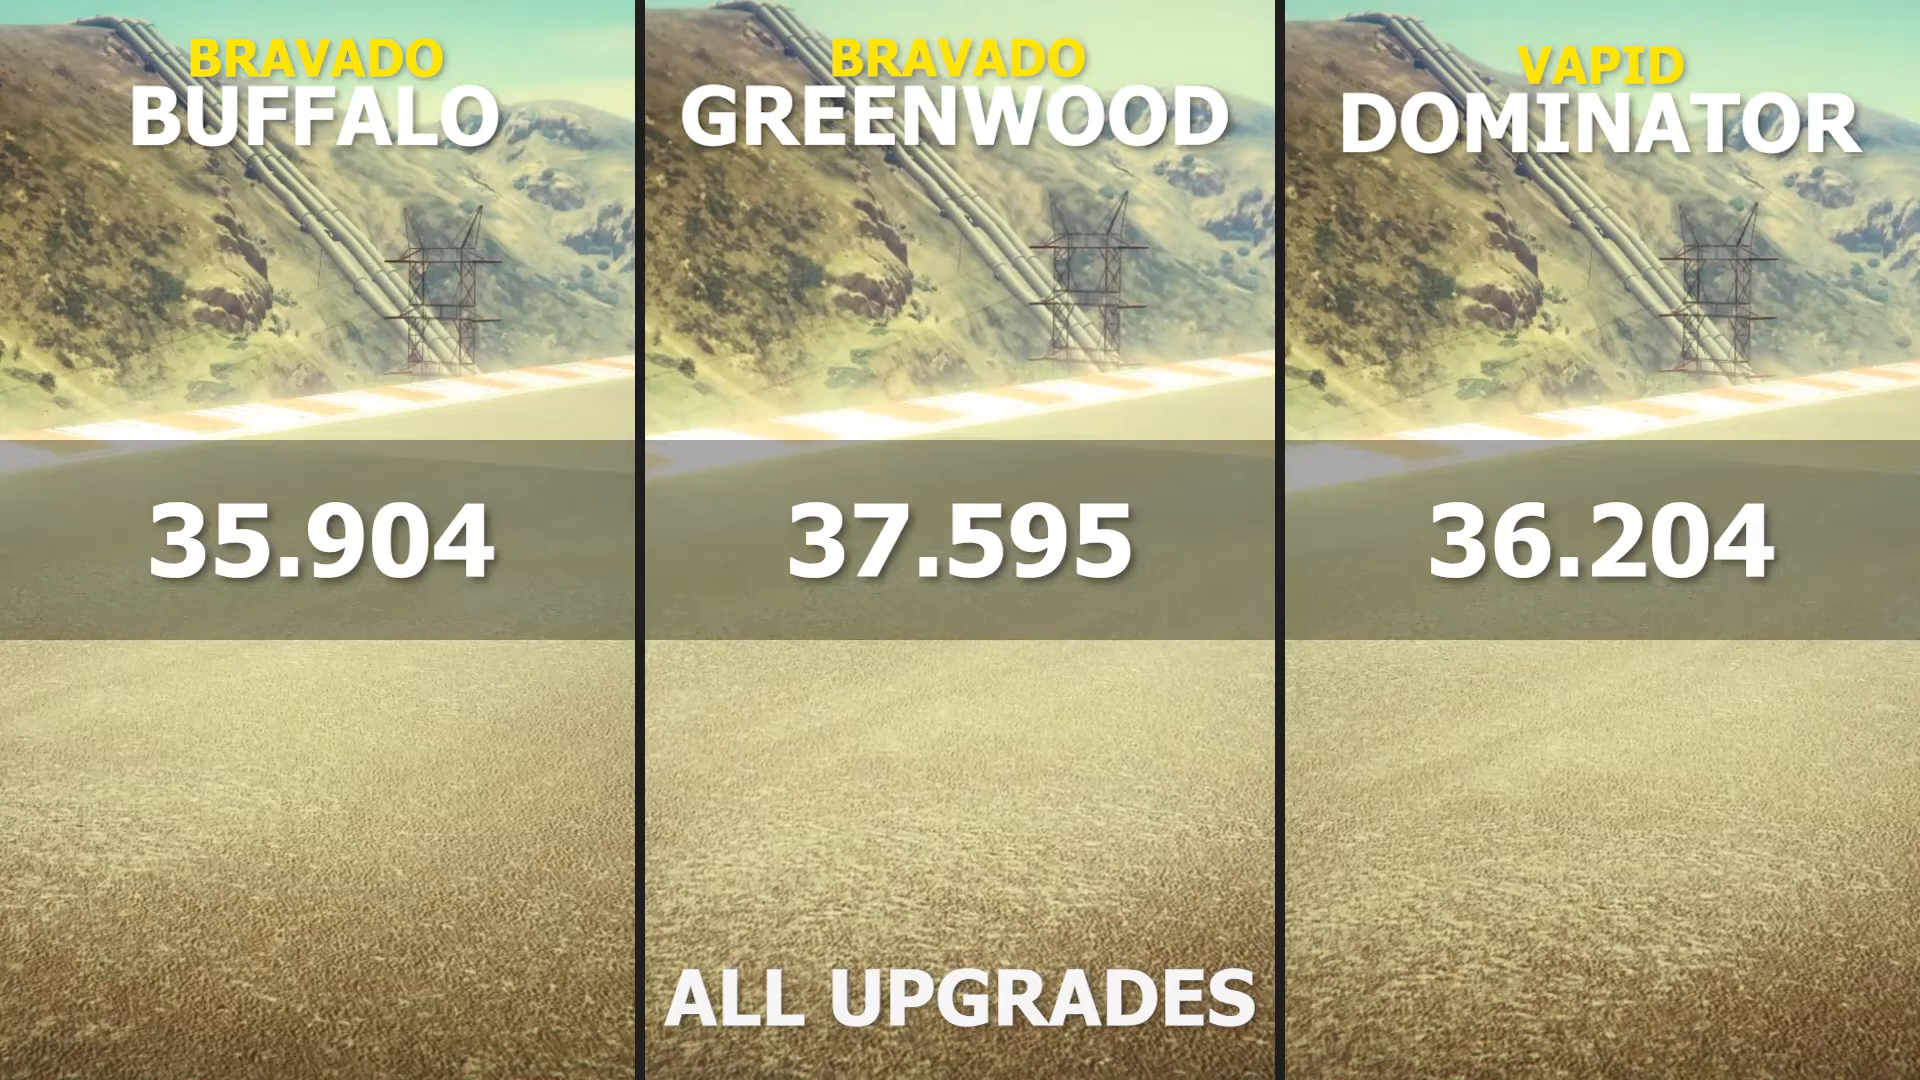 BRAVADO
BUFFALO
35.904
BRAVADO
GREENWOOD
37.595
ALL UPGRADES
VAPID
DOMINATOR
36.204